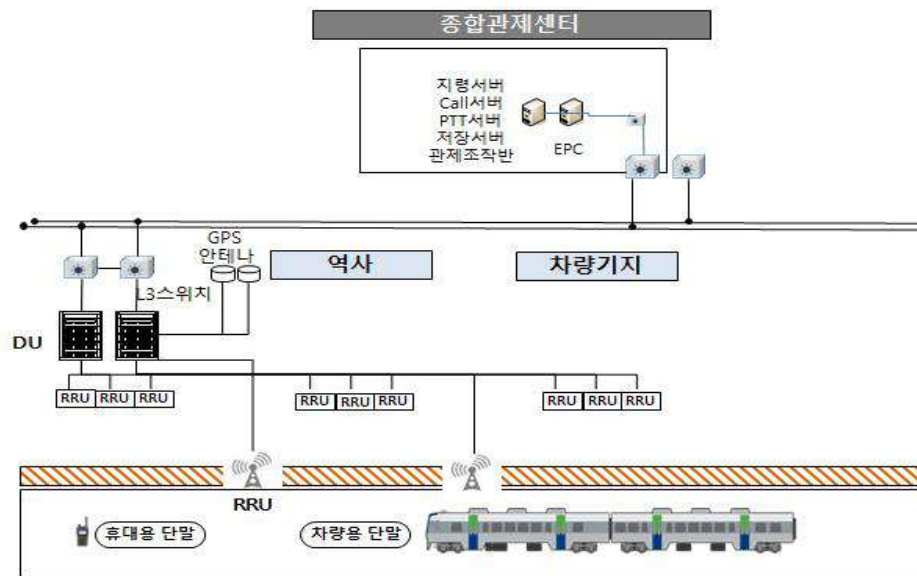 종합관제센터
지령서버
Call서버
PTT서버
저장서버
관제조작반
EPC
GPS
안테나
역사
차량기지
L3스위치
DU
RRU RRU RRU
RRU RRU RRU
RRU RRU RRU
RRU
휴대용 단말
차량용 단말